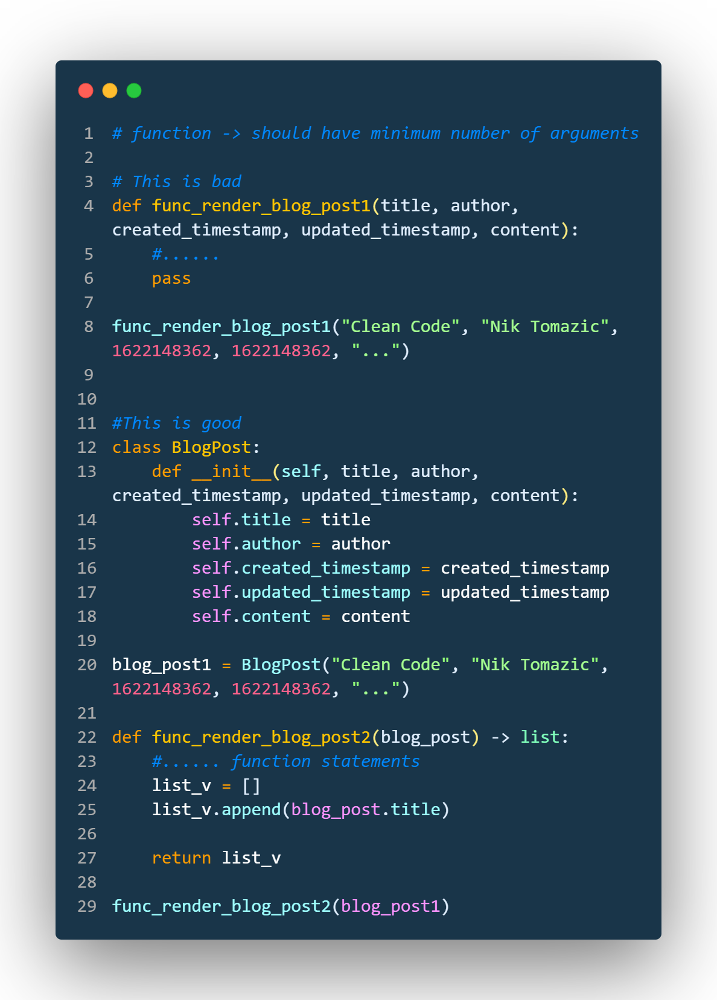 1 # function -> should have minimum number of arguments
2
3 # This is bad
4 def func_render_blog_post1(title, author,
created_timestamp, updated_timestamp, content):
5     #......
6     pass
7
8 func_render_blog_post1("Clean Code", "Nik Tomazic",
1622148362, 1622148362, "...")
9
10
11 #This is good
12 class BlogPost:
13     def __init__(self, title, author,
created_timestamp, updated_timestamp, content):
14         self.title = title
15         self.author = author
16         self.created_timestamp = created_timestamp
17         self.updated_timestamp = updated_timestamp
18         self.content = content
19
20 blog_post1 = BlogPost("Clean Code", "Nik Tomazic",
1622148362, 1622148362, "...")
21
22 def func_render_blog_post2(blog_post) -> list:
23     #...... function statements
24     list_v = []
25     list_v.append(blog_post.title)
26
27     return list_v
28
29 func_render_blog_post2(blog_post1)